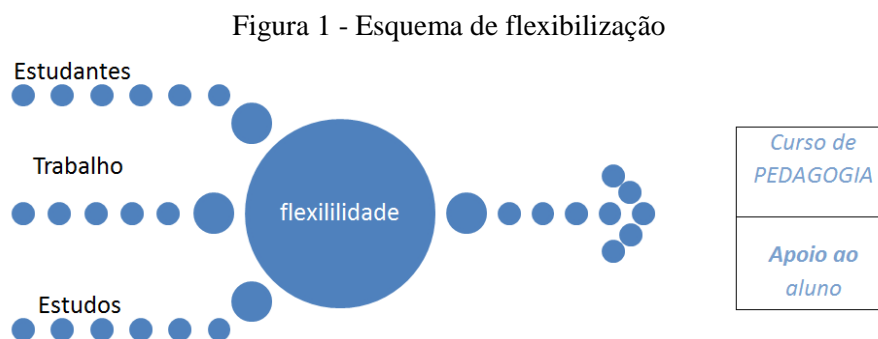 Figura 1 - Esquema de flexibilização
Estudantes
Trabalho
flexililidade
Estudos
Curso de
PEDAGOGIA
Apoio ao
aluno